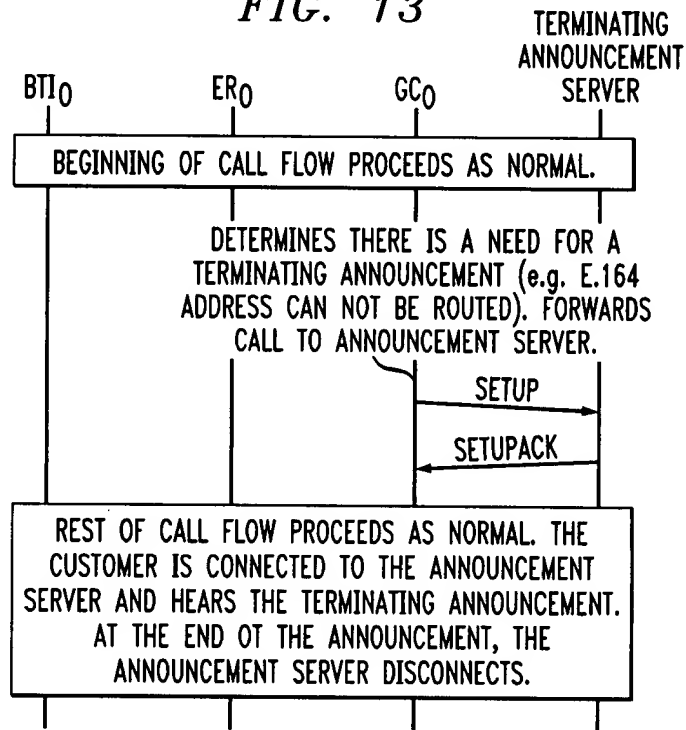 FIG. 13
TERMINATING
ANNOUNCEMENT
SERVER
BTI0 ER0 GC0
BEGINNING OF CALL FLOW PROCEEDS AS NORMAL.
DETERMINES THERE IS A NEED FOR A
TERMINATING ANNOUNCEMENT (e.g. E.164
ADDRESS CAN NOT BE ROUTED). FORWARDS
CALL TO ANNOUNCEMENT SERVER.
SETUP
SETUPACK
REST OF CALL FLOW PROCEEDS AS NORMAL. THE
CUSTOMER IS CONNECTED TO THE ANNOUNCEMENT
SERVER AND HEARS THE TERMINATING ANNOUNCEMENT.
AT THE END OT THE ANNOUNCEMENT, THE
ANNOUNCEMENT SERVER DISCONNECTS.